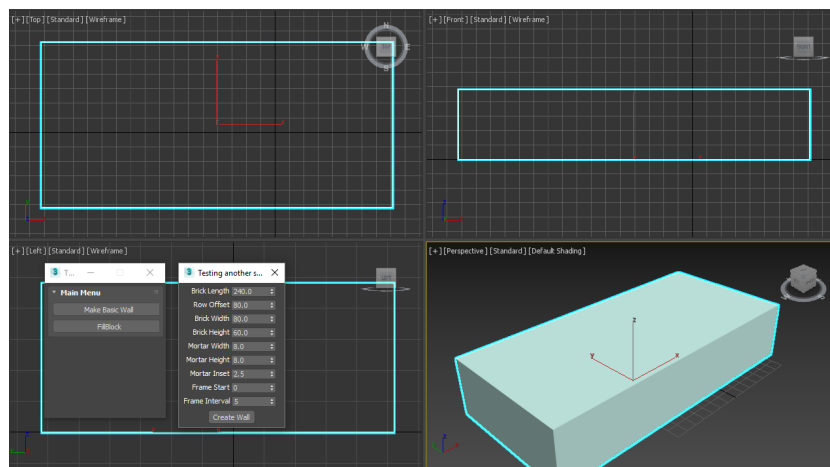 [+] [Top] [Standard] [Wireframe]
N
W
E
S
[+] [Front] [Standard] [Wireframe]
[+] [Left] [Standard] [Wireframe]
3 T...
Main Menu
Make Basic Wall
FillBlock
3 Testing another s...
Brick Length 240.0
Row Offset 80.0
Brick Width 80.0
Brick Height 60.0
Mortar Width 8.0
Mortar Height 8.0
Mortar Inset 2.5
Frame Start 0
Frame Interval 5
Create Wall
[+] [Perspective] [Standard] [Default Shading]
z
y
x